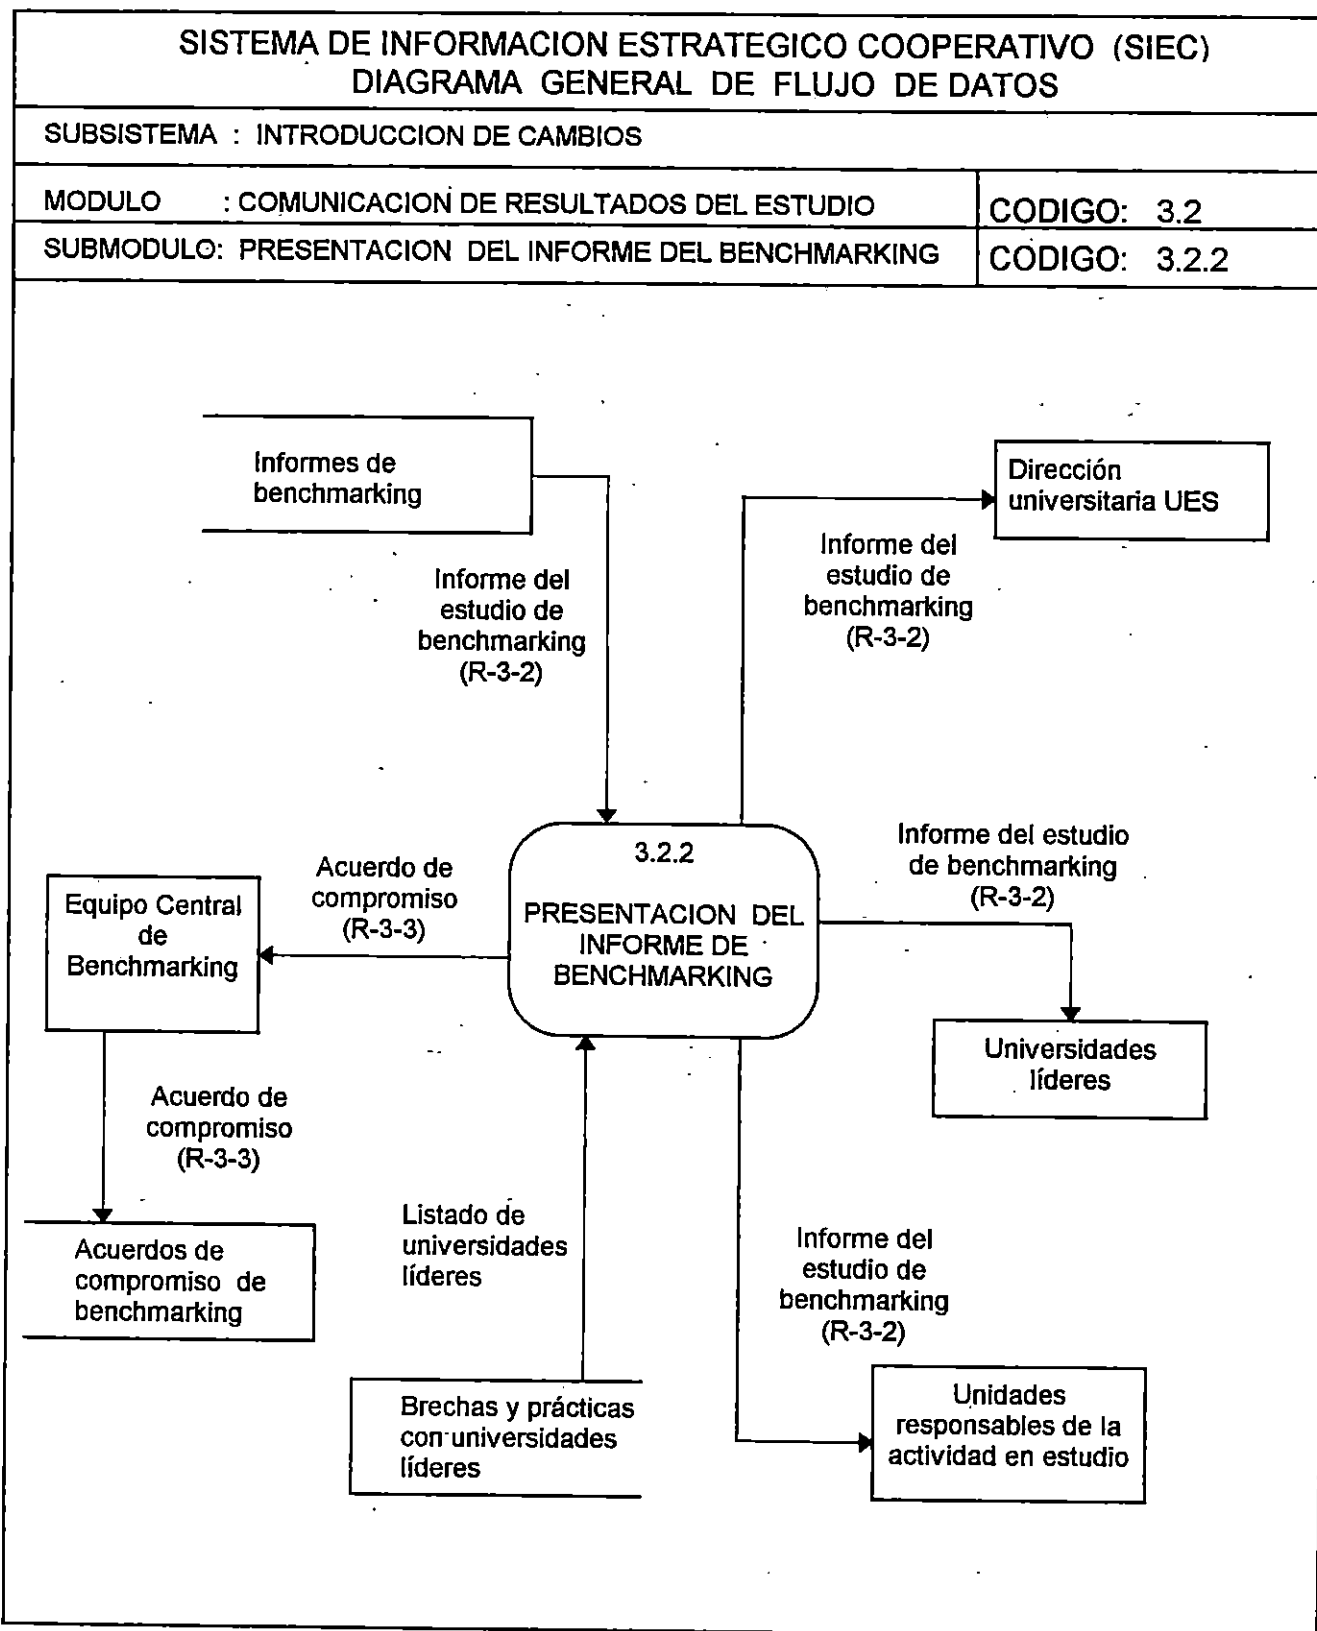 SISTEMA DE INFORMACION ESTRATEGICO COOPERATIVO (SIEC)
DIAGRAMA GENERAL DE FLUJO DE DATOS
SUBSISTEMA : INTRODUCCION DE CAMBIOS
MODULO : COMUNICACION DE RESULTADOS DEL ESTUDIO
CODIGO: 3.2
SUBMODULO: PRESENTACION DEL INFORME DEL BENCHMARKING
CODIGO: 3.2.2
Informes de
benchmarking
Dirección
universitaria UES
Informe del
estudio de
benchmarking
(R-3-2)
Informe del
estudio de
benchmarking
(R-3-2)
3.2.2
PRESENTACION DEL
INFORME DE
BENCHMARKING
Informe del estudio
de benchmarking
(R-3-2)
Acuerdo de
compromiso
(R-3-3)
Equipo Central
de
Benchmarking
Universidades
líderes
Acuerdo de
compromiso
(R-3-3)
Listado de
universidades
líderes
Acuerdos de
compromiso de
benchmarking
Informe del
estudio de
benchmarking
(R-3-2)
Brechas y prácticas
con universidades
líderes
Unidades
responsables de la
actividad en estudio